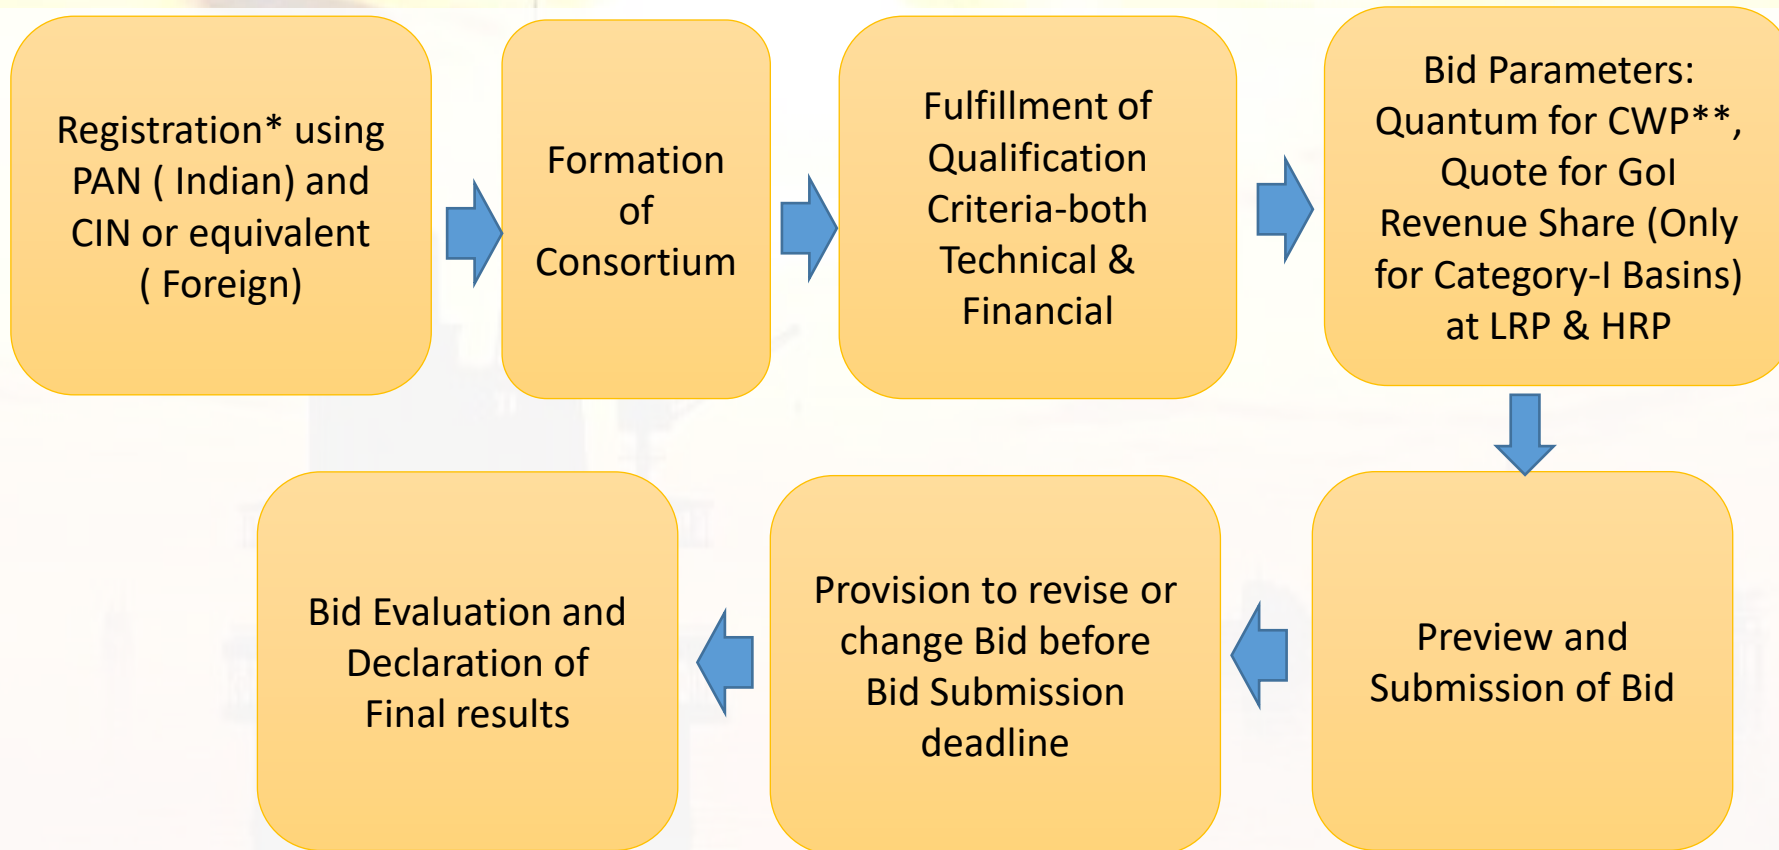 Registration* using
PAN ( Indian) and
CIN or equivalent
( Foreign)
Formation
of
Consortium
Fulfillment of
Qualification
Criteria-both
Technical &
Financial
Bid Parameters:
Quantum for CWP**,
Quote for GoI
Revenue Share (Only
for Category-I Basins)
at LRP & HRP
Preview and
Submission of Bid
Provision to revise or
change Bid before
Bid Submission
deadline
Bid Evaluation and
Declaration of
Final results